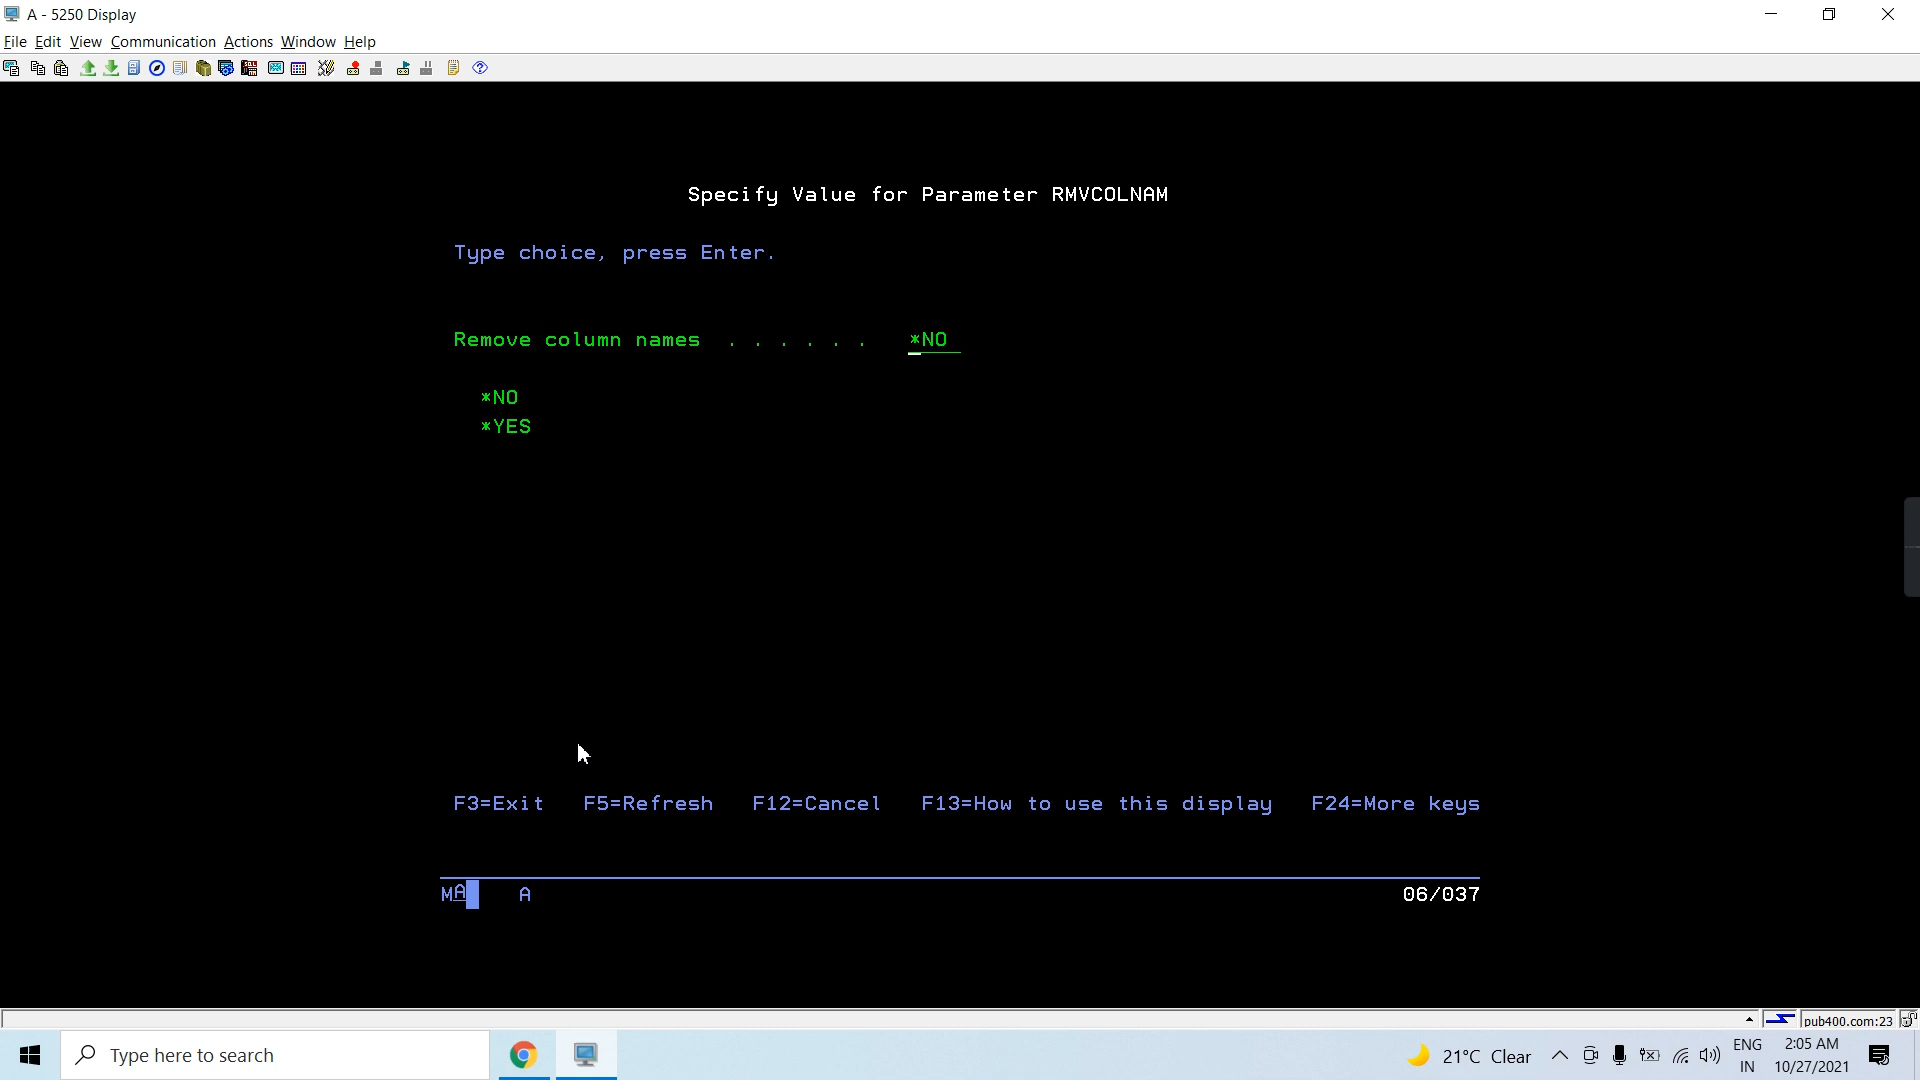 A - 5250 Display
File Edit View Communication Actions Window Help
Specify Value for Parameter RMVCOLNAM
Type choice, press Enter.
Remove column names . . . . . . *NO
*NO
*YES
F3=Exit F5=Refresh F12=Cancel F13=How to use this display F24=More keys
MA A 06/037
pub400.com:23
Type here to search
21°C Clear
ENG
IN
2:05 AM
10/27/2021